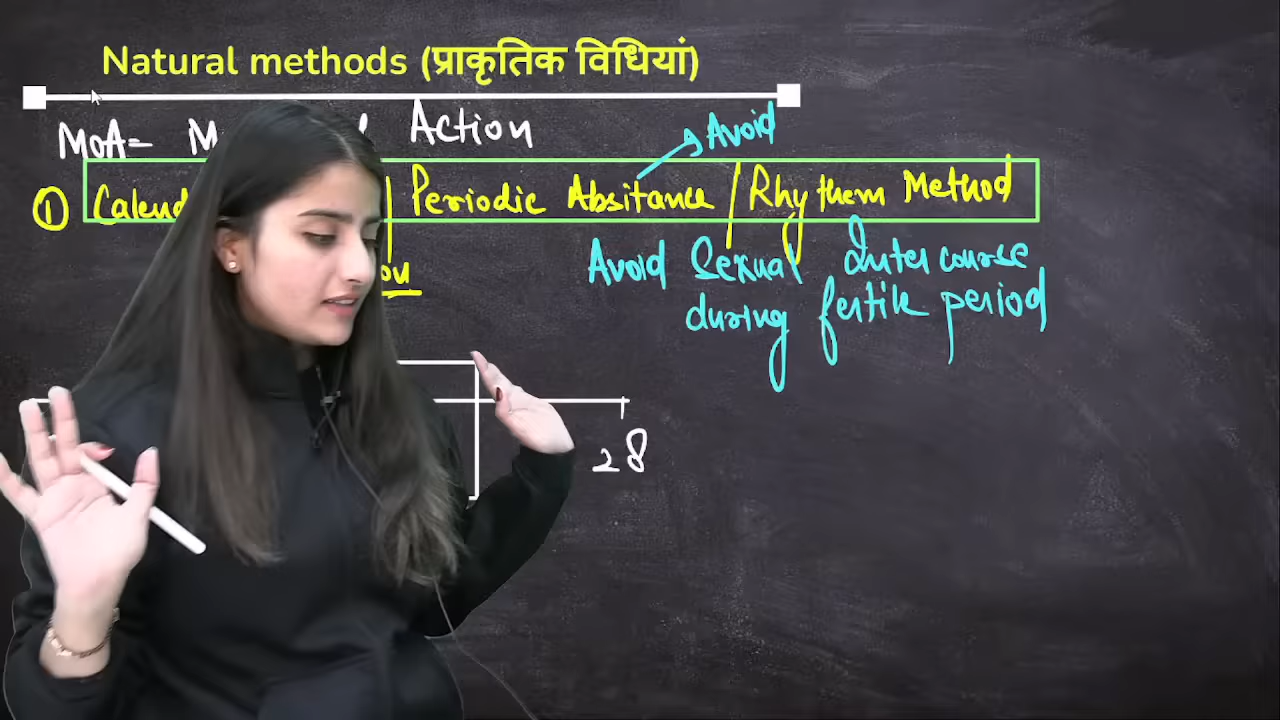 Natural methods (प्राकृतिक विधियां)
MoA= M Action
Avoid
① Calend Periodic Absitance / Rhythem Method
Avoid Sexual Intercourse
during fertile period
28